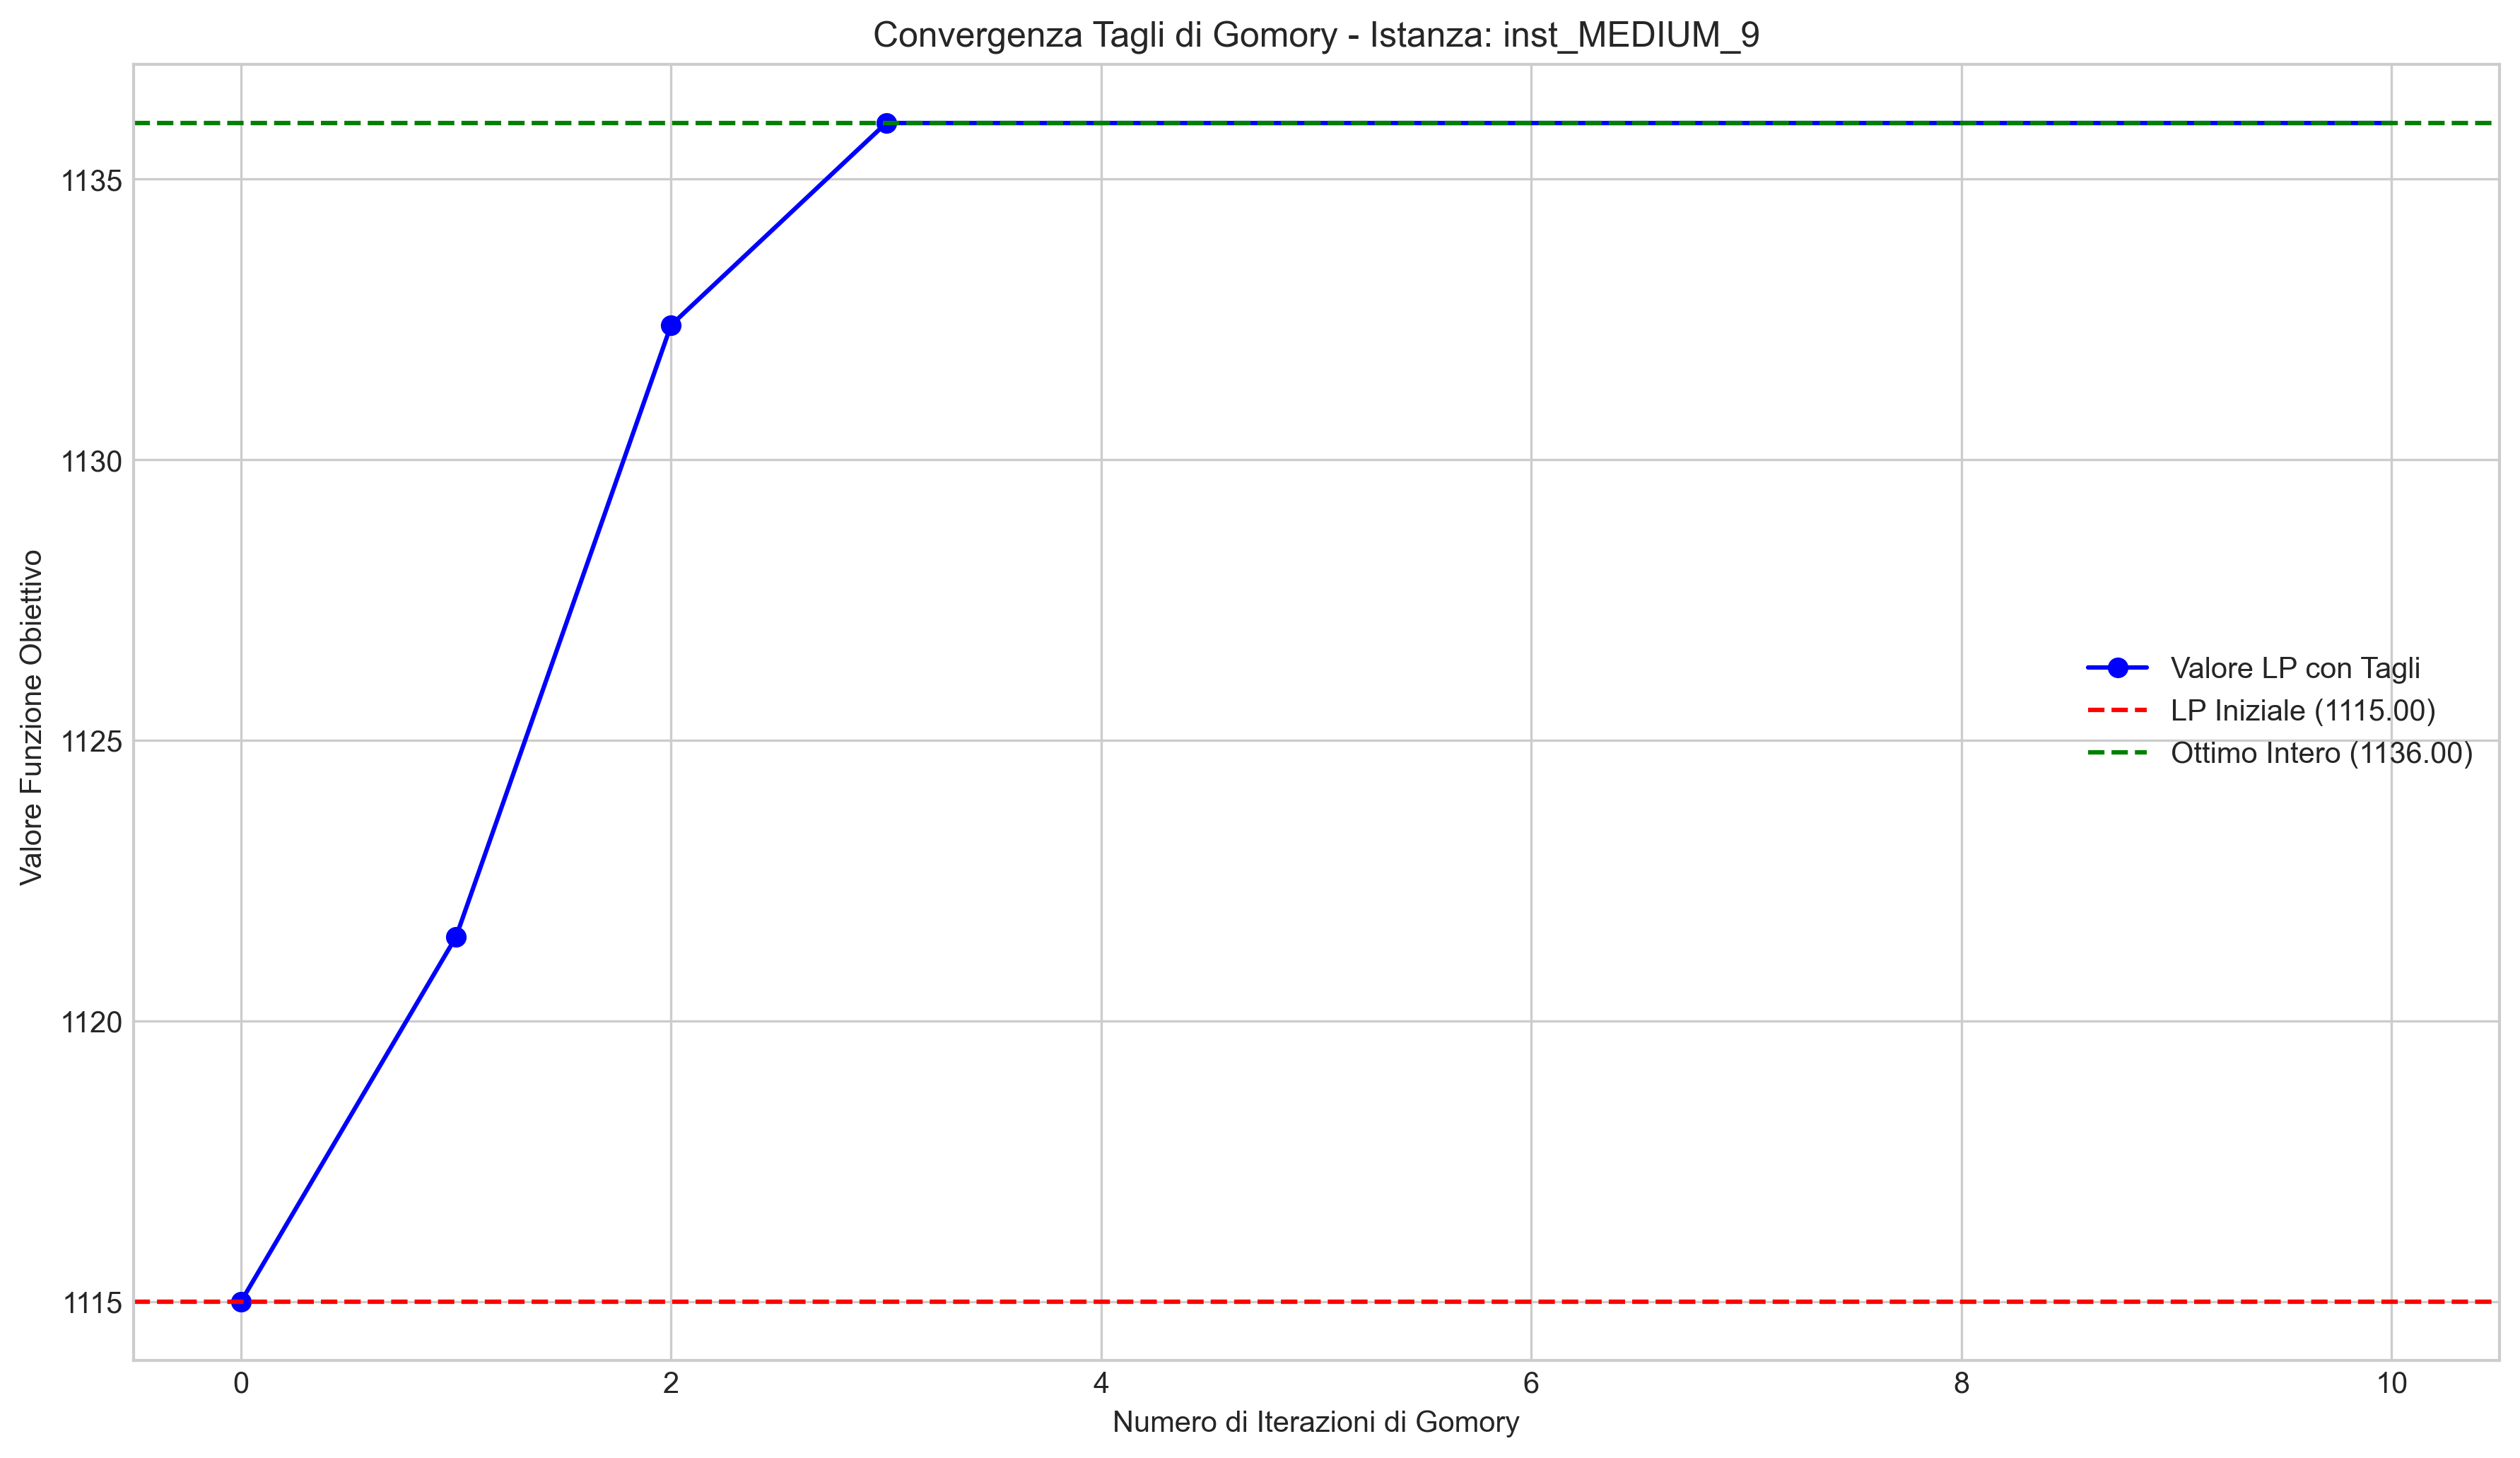 Convergenza Tagli di Gomory - Istanza: inst_MEDIUM_9
Valore Funzione Obiettivo
1135
1130
1125
1120
1115
Valore LP con Tagli
LP Iniziale (1115.00)
Ottimo Intero (1136.00)
0 2 4 6 8 10
Numero di Iterazioni di Gomory